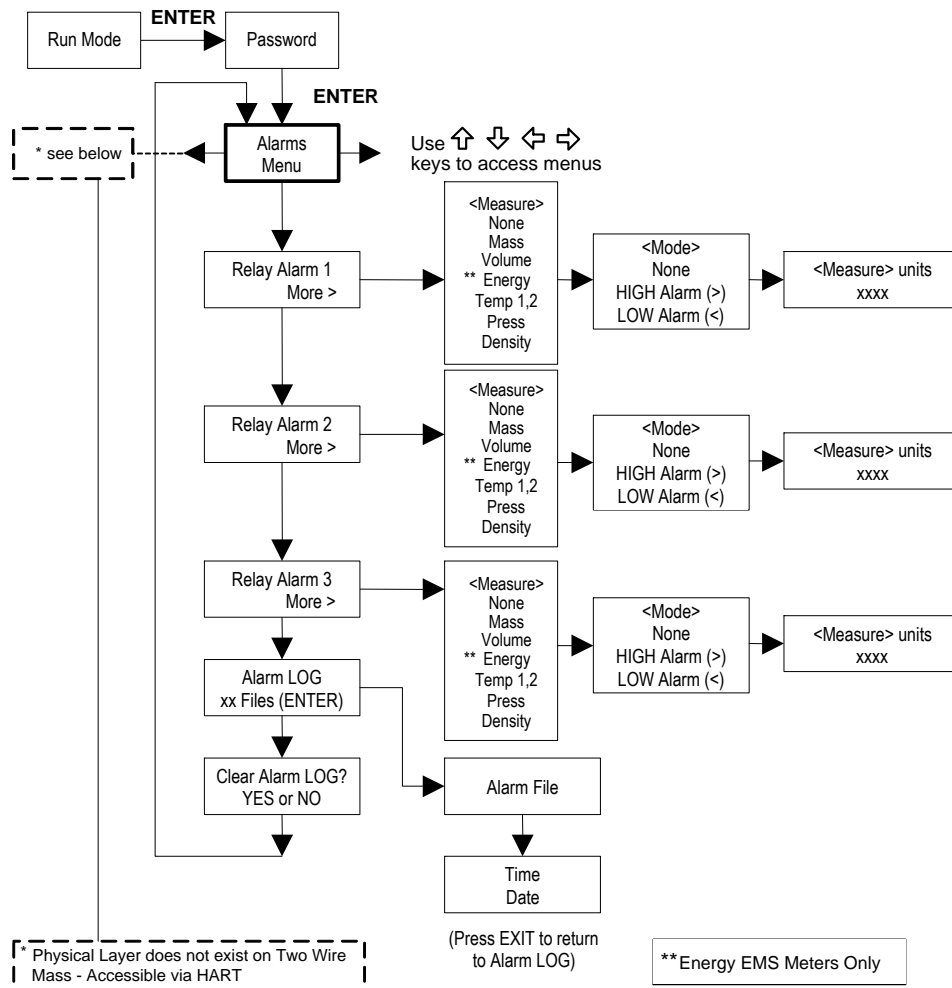 ENTER
Run Mode
Password
ENTER
* see below
Alarms
Menu
Use ⇧ ⇩ ⇦ ⇨
keys to access menus
Relay Alarm 1
More >
<Measure>
None
Mass
Volume
** Energy
Temp 1,2
Press
Density
<Mode>
None
HIGH Alarm (>)
LOW Alarm (<)
<Measure> units
xxxx
Relay Alarm 2
More >
<Measure>
None
Mass
Volume
** Energy
Temp 1,2
Press
Density
<Mode>
None
HIGH Alarm (>)
LOW Alarm (<)
<Measure> units
xxxx
Relay Alarm 3
More >
<Measure>
None
Mass
Volume
** Energy
Temp 1,2
Press
Density
<Mode>
None
HIGH Alarm (>)
LOW Alarm (<)
<Measure> units
xxxx
Alarm LOG
xx Files (ENTER)
Clear Alarm LOG?
YES or NO
Alarm File
Time
Date
(Press EXIT to return
to Alarm LOG)
* Physical Layer does not exist on Two Wire
Mass - Accessible via HART
**Energy EMS Meters Only